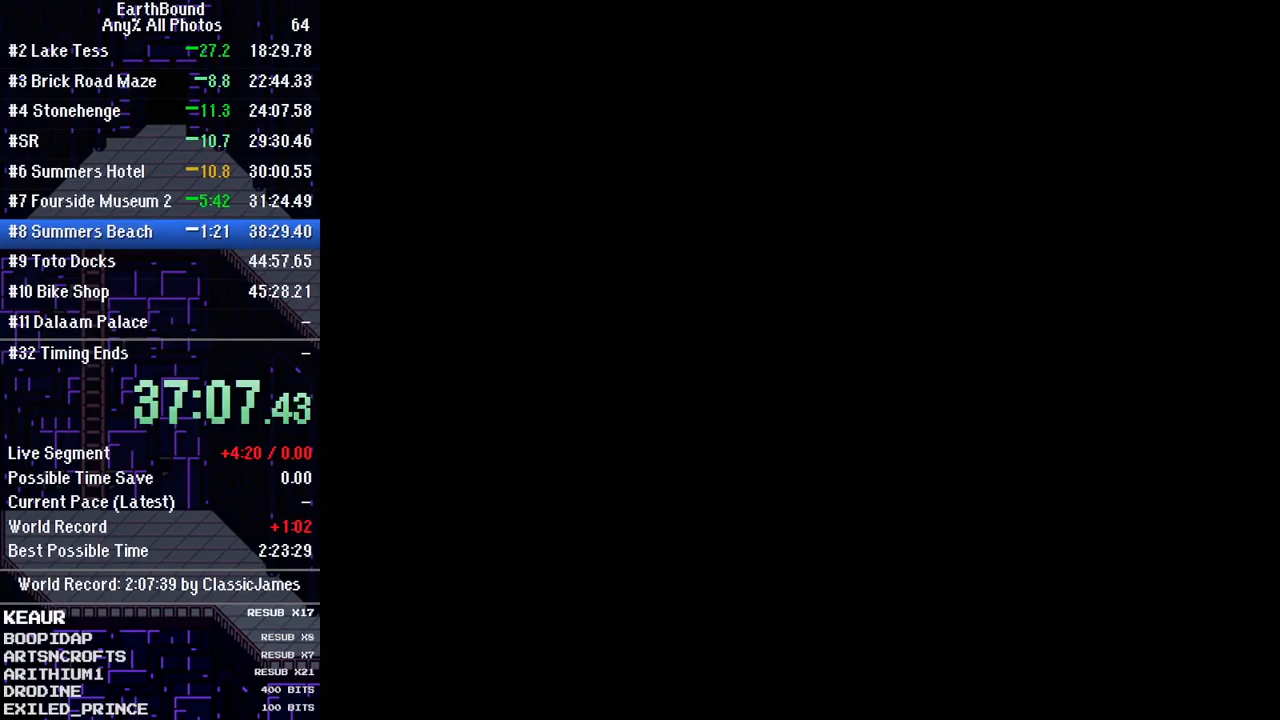 EarthBound
Any% All Photos 64
#2 Lake Tess −27.2 18:29.78
#3 Brick Road Maze −8.8 22:44.33
#4 Stonehenge −11.3 24:07.58
#SR −10.7 29:30.46
#6 Summers Hotel −10.8 30:00.55
#7 Fourside Museum 2 −5:42 31:24.49
#8 Summers Beach −1:21 38:29.40
#9 Toto Docks 44:57.65
#10 Bike Shop 45:28.21
#11 Dalaam Palace –
#32 Timing Ends –
37:07.43
Live Segment +4:20 / 0.00
Possible Time Save 0.00
Current Pace (Latest) –
World Record +1:02
Best Possible Time 2:23:29
World Record: 2:07:39 by ClassicJames
KEAUR RESUB X17
BOOPIDAP RESUB X8
ARTSNCROFTS RESUB X7
ARITHIUM1 RESUB X21
DRODINE 400 BITS
EXILED_PRINCE 100 BITS